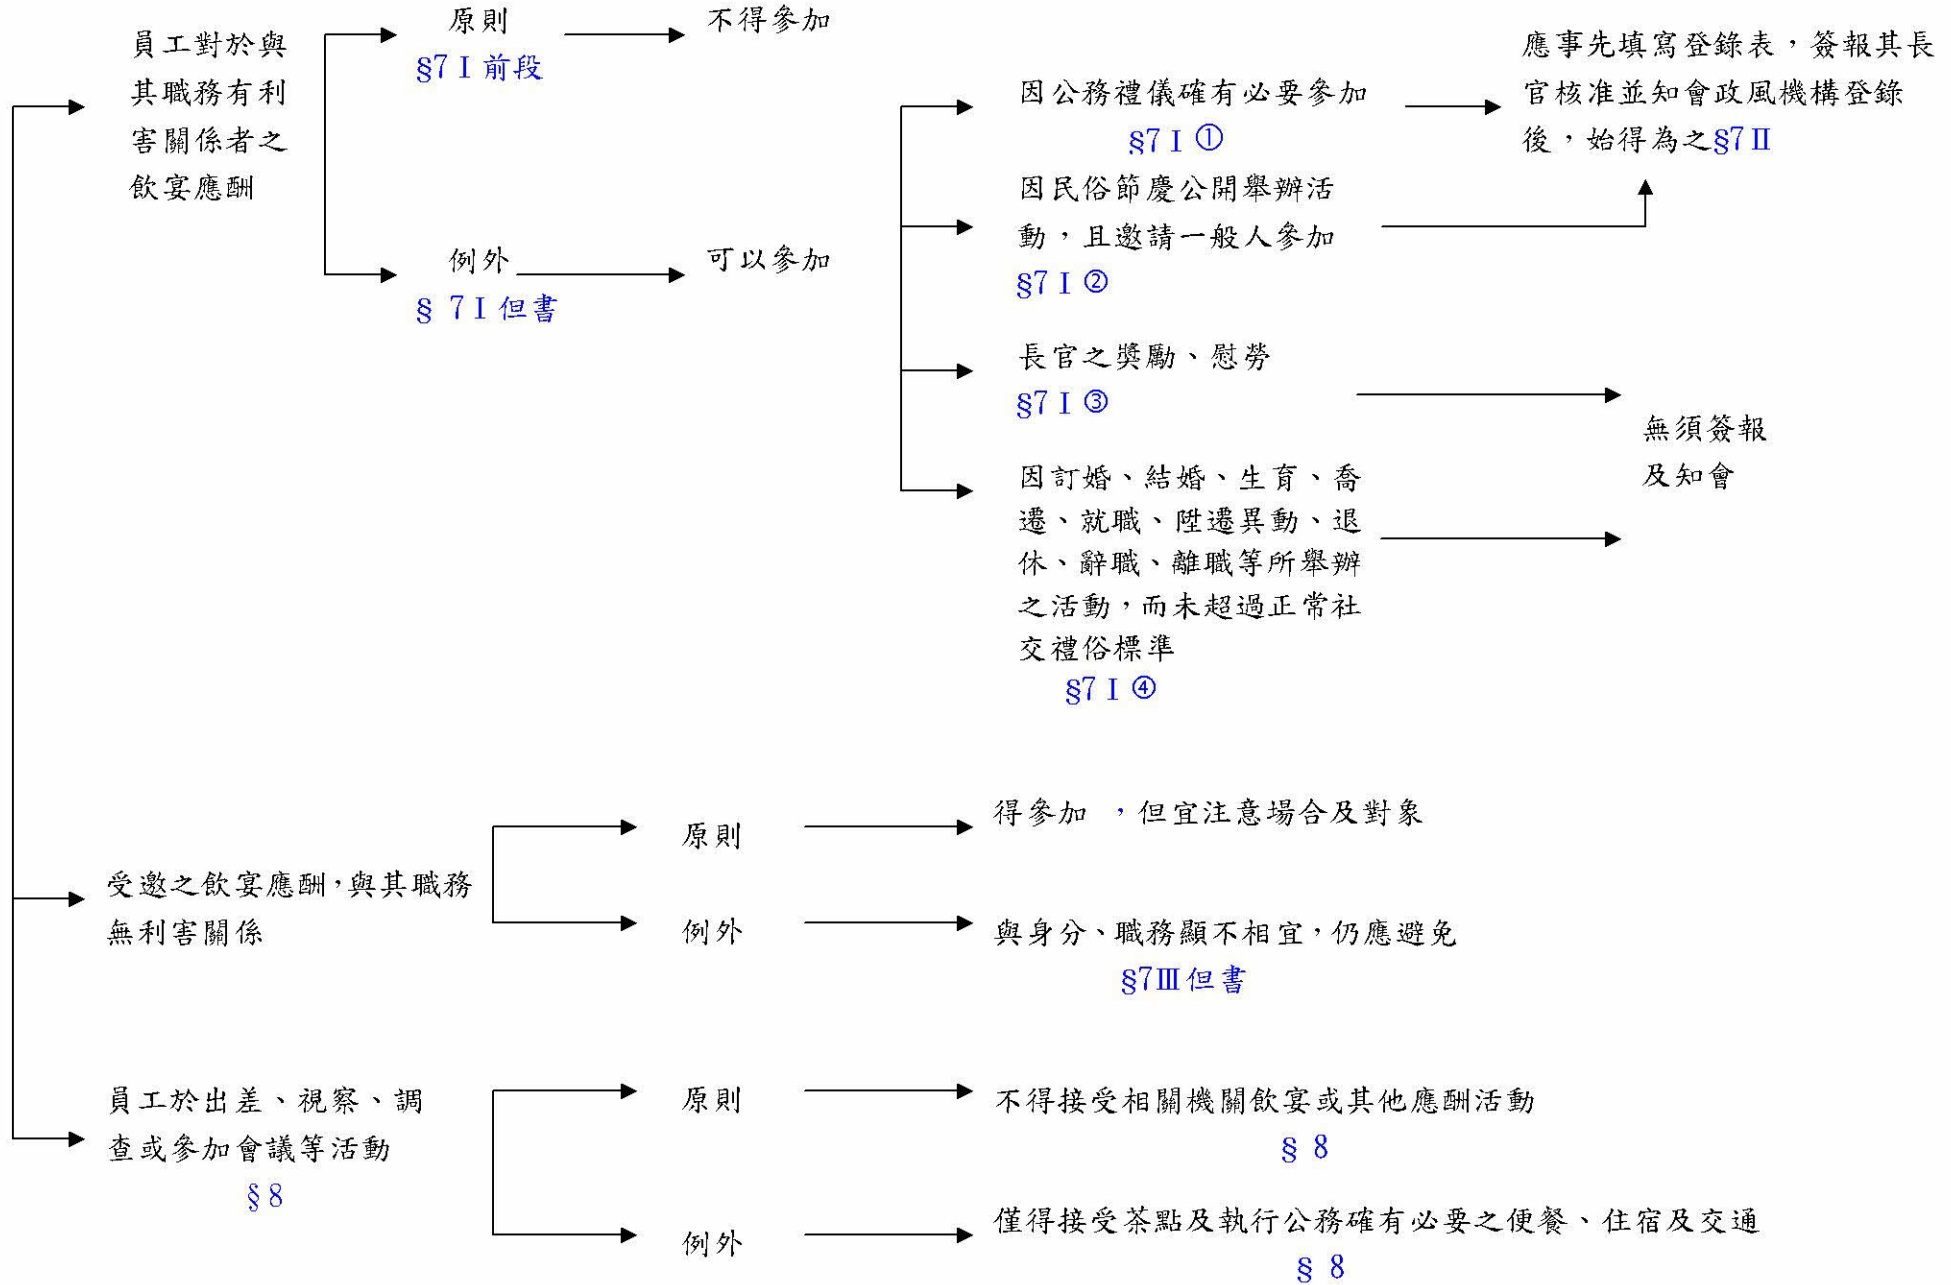 員工對於與
其職務有利
害關係者之
飲宴應酬
原則
§7Ⅰ前段
不得參加
例外
§ 7Ⅰ但書
可以參加
因公務禮儀確有必要參加
§7Ⅰ①
應事先填寫登錄表，簽報其長
官核准並知會政風機構登錄
後，始得為之§7Ⅱ
因民俗節慶公開舉辦活
動，且邀請一般人參加
§7Ⅰ②
長官之獎勵、慰勞
§7Ⅰ③
無須簽報
及知會
因訂婚、結婚、生育、喬
遷、就職、陞遷異動、退
休、辭職、離職等所舉辦
之活動，而未超過正常社
交禮俗標準
§7Ⅰ④
受邀之飲宴應酬，與其職務
無利害關係
原則
得參加 ，但宜注意場合及對象
例外
與身分、職務顯不相宜，仍應避免
§7Ⅲ但書
員工於出差、視察、調
查或參加會議等活動
§8
原則
不得接受相關機關飲宴或其他應酬活動
§ 8
例外
僅得接受茶點及執行公務確有必要之便餐、住宿及交通
§ 8